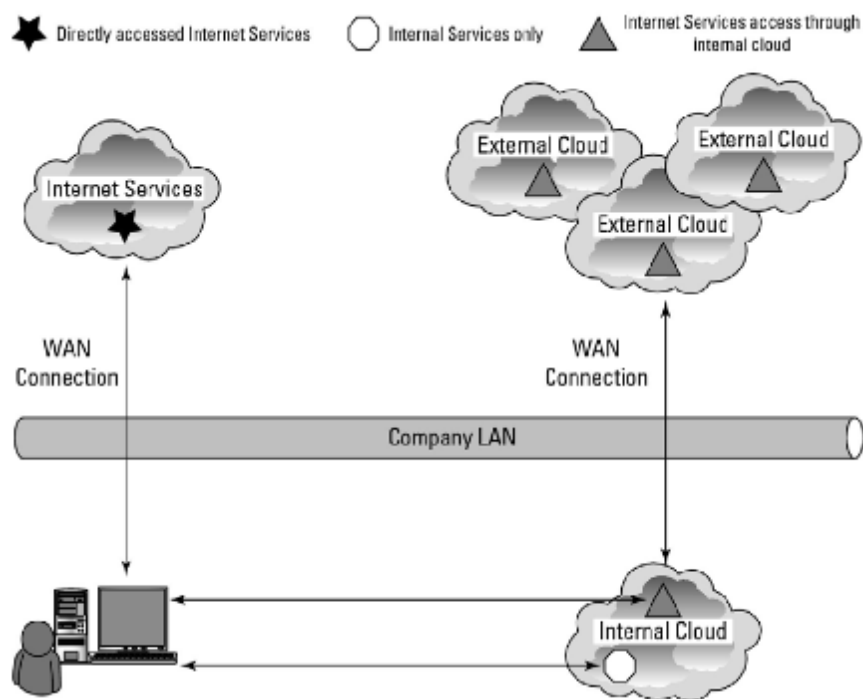 Directly accessed Internet Services
Internal Services only
Internet Services access through
internal cloud
Internet Services
External Cloud
External Cloud
External Cloud
WAN
Connection
WAN
Connection
Company LAN
Internal Cloud